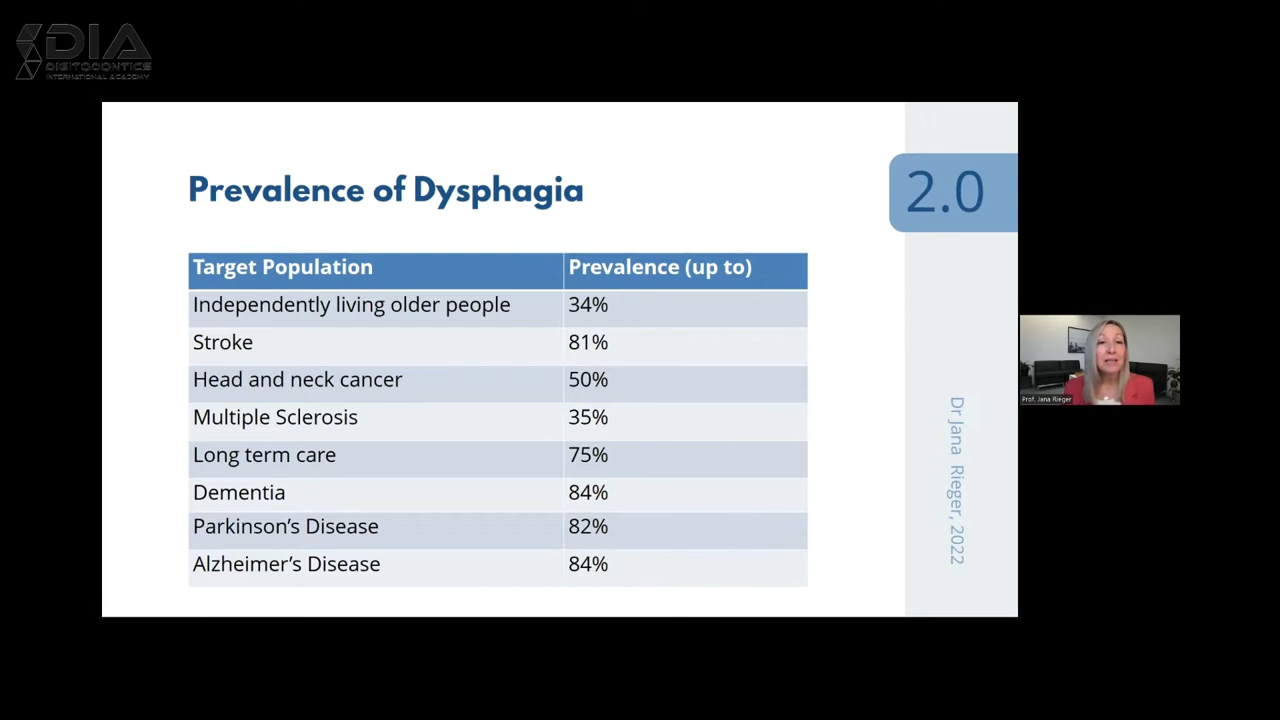 DIA
DIGITODONTICS
INTERNATIONAL ACADEMY
Prevalence of Dysphagia
2.0
Target Population Prevalence (up to)
Independently living older people 34%
Stroke 81%
Head and neck cancer 50%
Multiple Sclerosis 35%
Long term care 75%
Dementia 84%
Parkinson’s Disease 82%
Alzheimer’s Disease 84%
Dr Jana Rieger, 2022
Prof. Jana Rieger